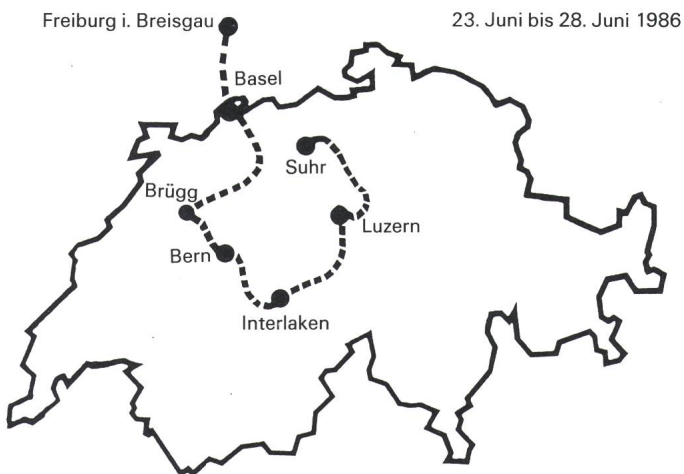 Freiburg i. Breisgau
23. Juni bis 28. Juni 1986
Basel
Suhr
Brügg
Luzern
Bern
Interlaken